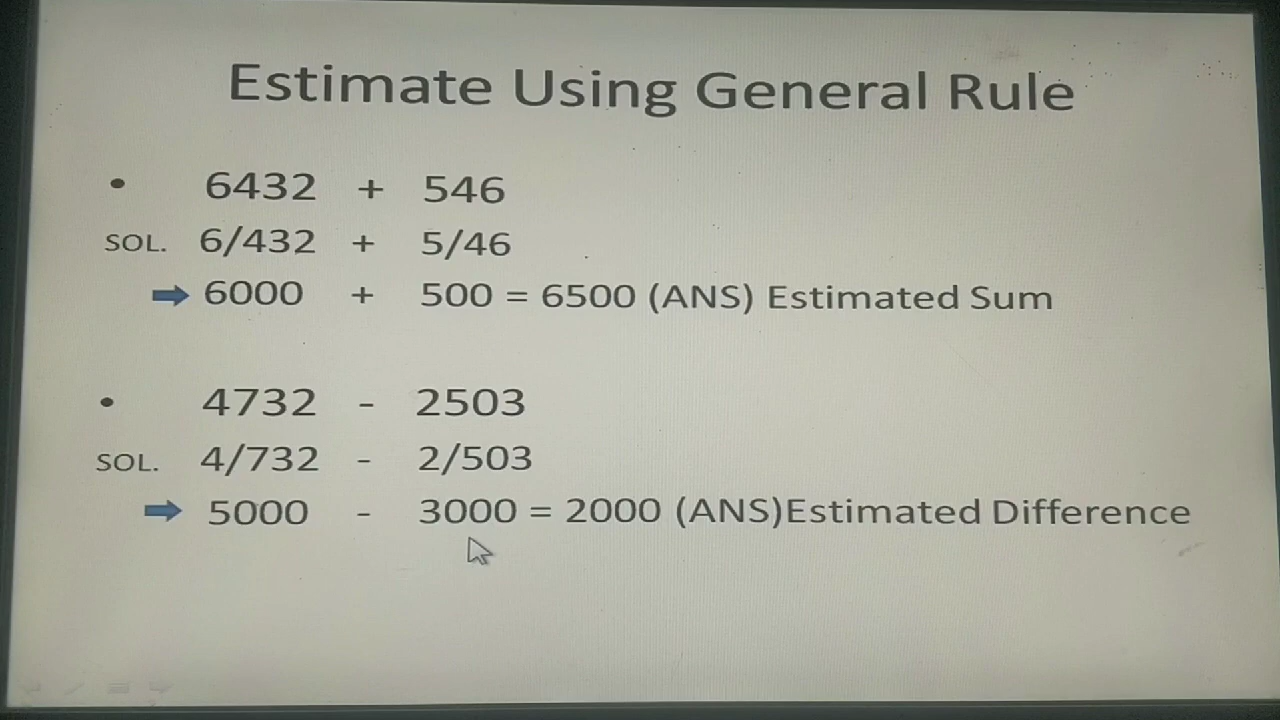 Estimate Using General Rule
• 6432 + 546
SOL. 6/432 + 5/46
6000 + 500 = 6500 (ANS) Estimated Sum
• 4732 - 2503
SOL. 4/732 - 2/503
5000 - 3000 = 2000 (ANS)Estimated Difference